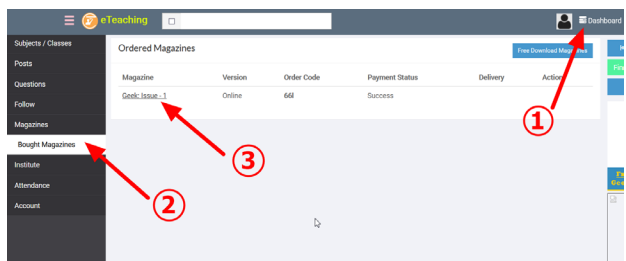 eTeaching
Dashboard
Subjects / Classes
Posts
Questions
Follow
Magazines
Bought Magazines
Institute
Attendance
Account
Ordered Magazines
Free Download Magazines
Magazine Version Order Code Payment Status Delivery Action
Geek: Issue - 1 Online 66l Success
1
2
3